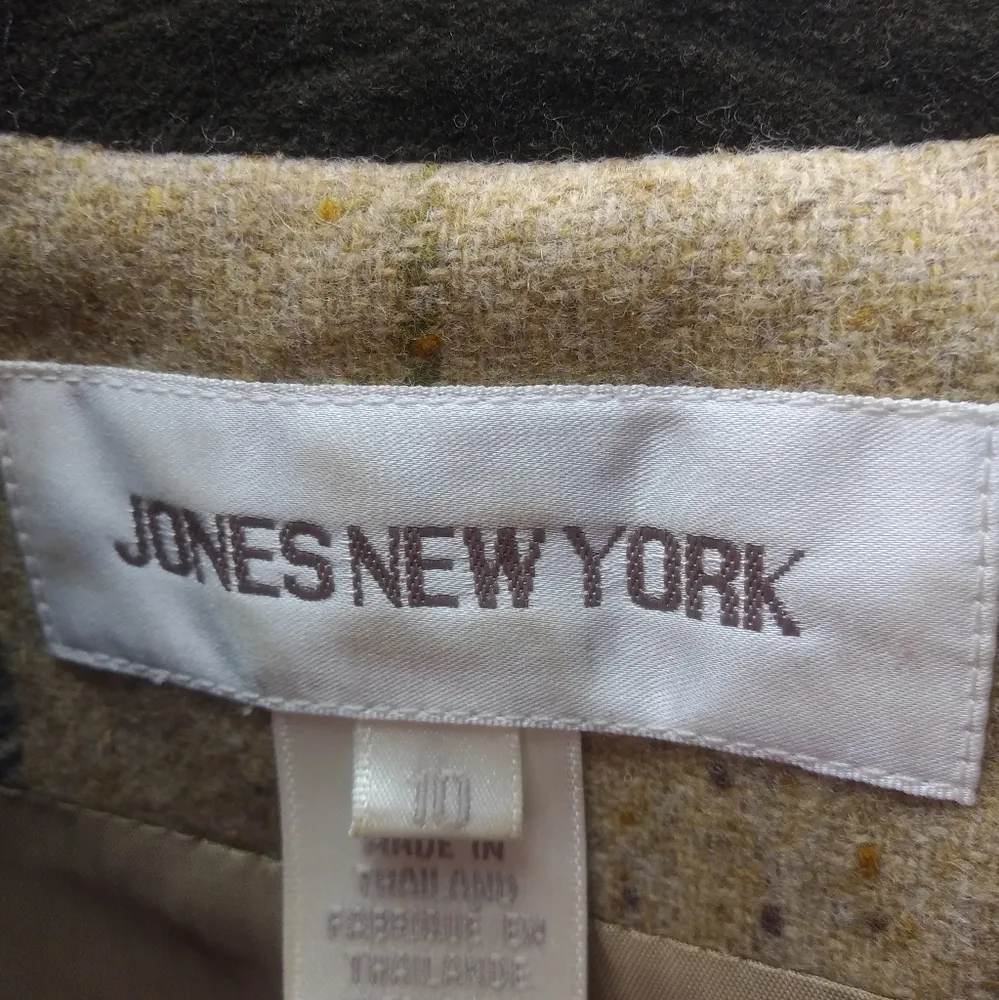 JONES NEW YORK
10
MADE IN
THAILAND
FABRIQUE EN
THAILANDE